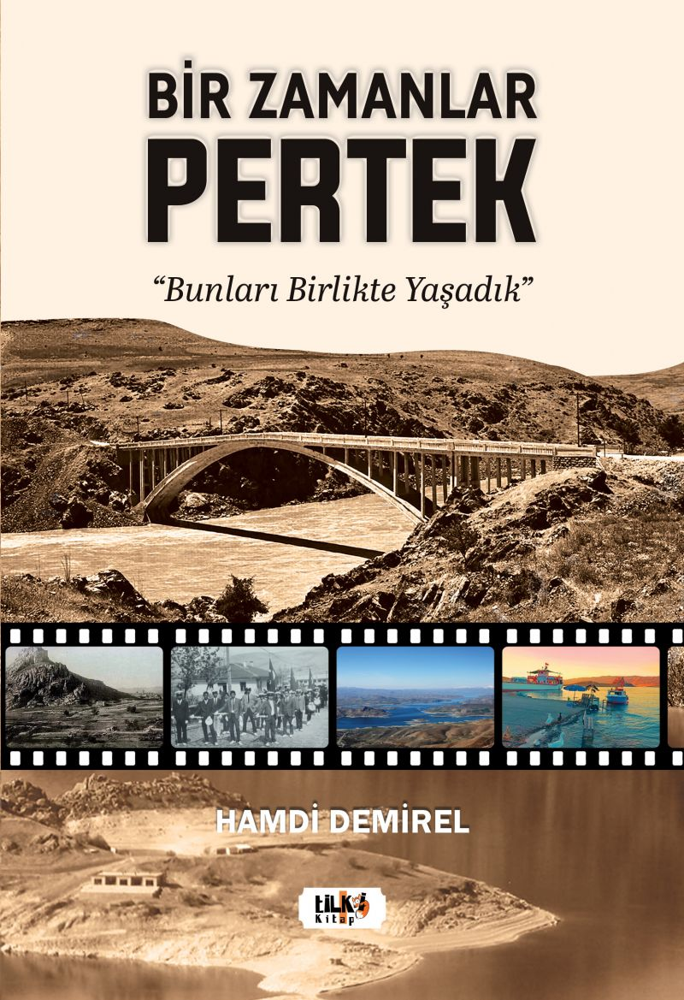 BİR ZAMANLAR
PERTEK
“Bunları Birlikte Yaşadık”
HAMDİ DEMİREL
tiLKi
Kitap